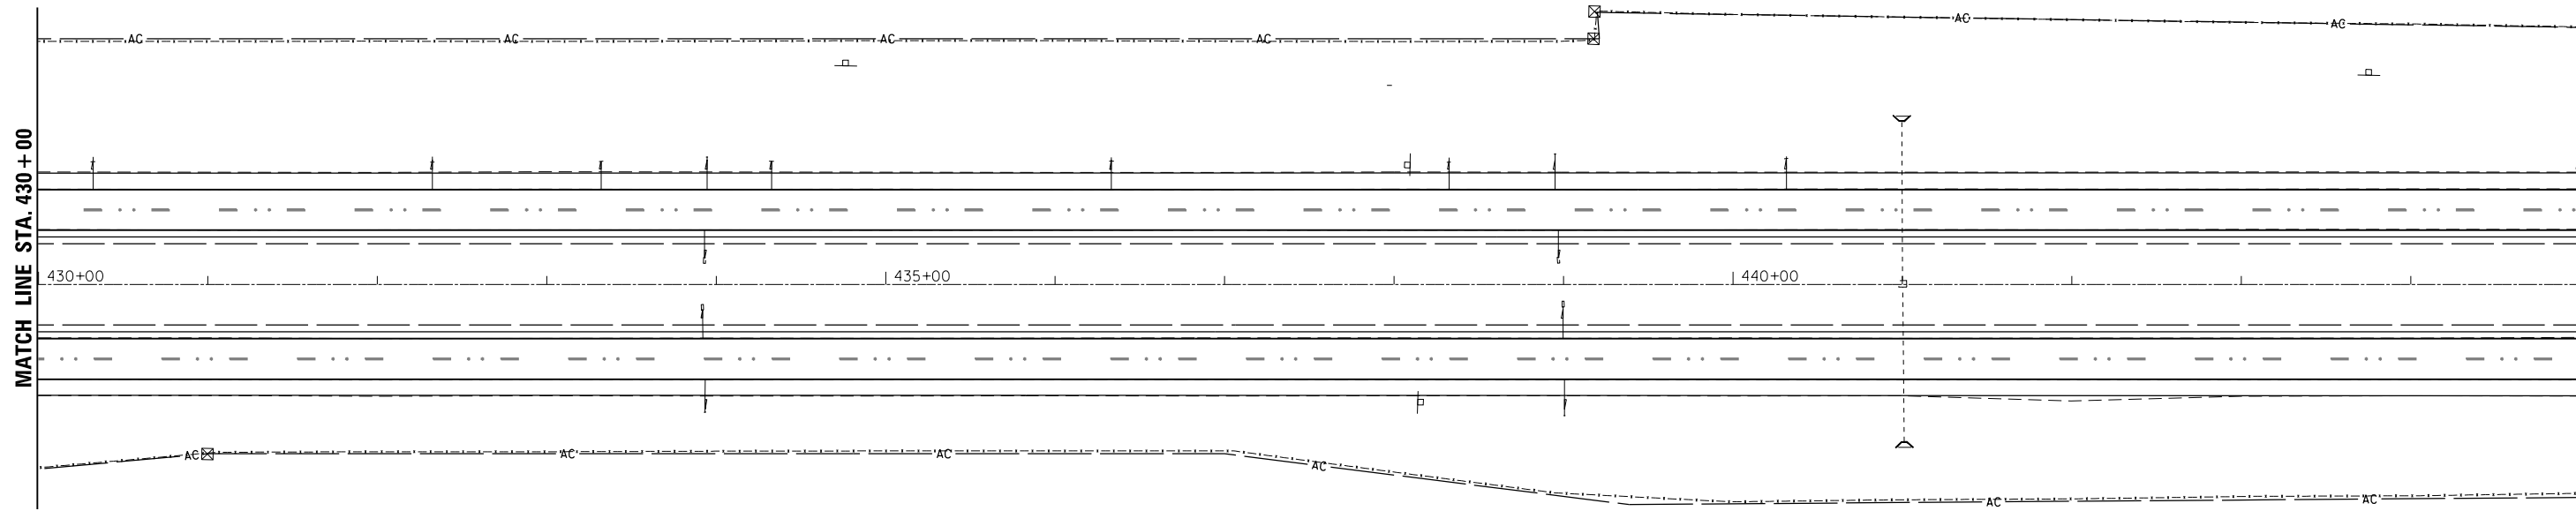 AC AC AC AC AC AC
MATCH LINE STA. 430+00
430+00 435+00 440+00
AC AC AC AC AC AC